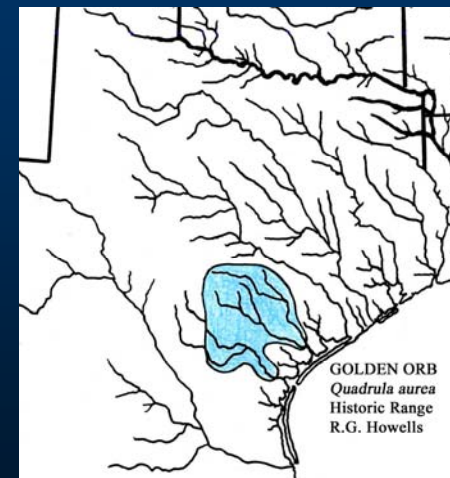 GOLDEN ORB
Quadrula aurea
Historic Range
R.G. Howells